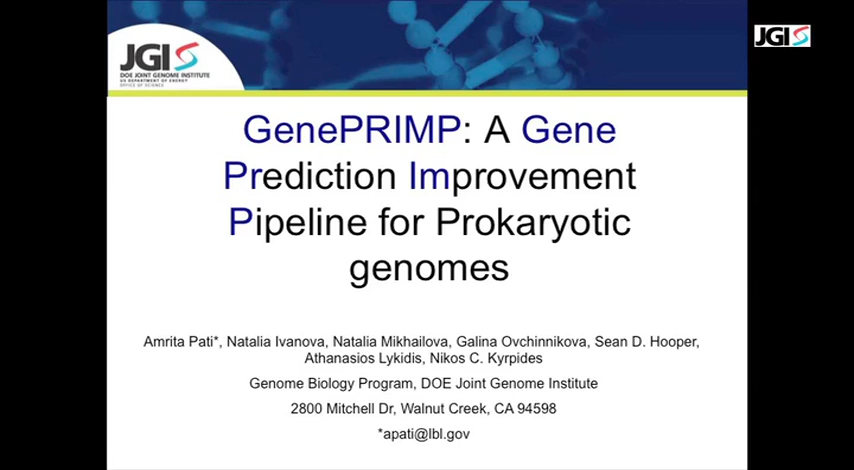 JGI
DOE JOINT GENOME INSTITUTE
US DEPARTMENT OF ENERGY
OFFICE OF SCIENCE
JGI
GenePRIMP: A Gene
Prediction Improvement
Pipeline for Prokaryotic
genomes
Amrita Pati*, Natalia Ivanova, Natalia Mikhailova, Galina Ovchinnikova, Sean D. Hooper,
Athanasios Lykidis, Nikos C. Kyrpides
Genome Biology Program, DOE Joint Genome Institute
2800 Mitchell Dr, Walnut Creek, CA 94598
*apati@lbl.gov